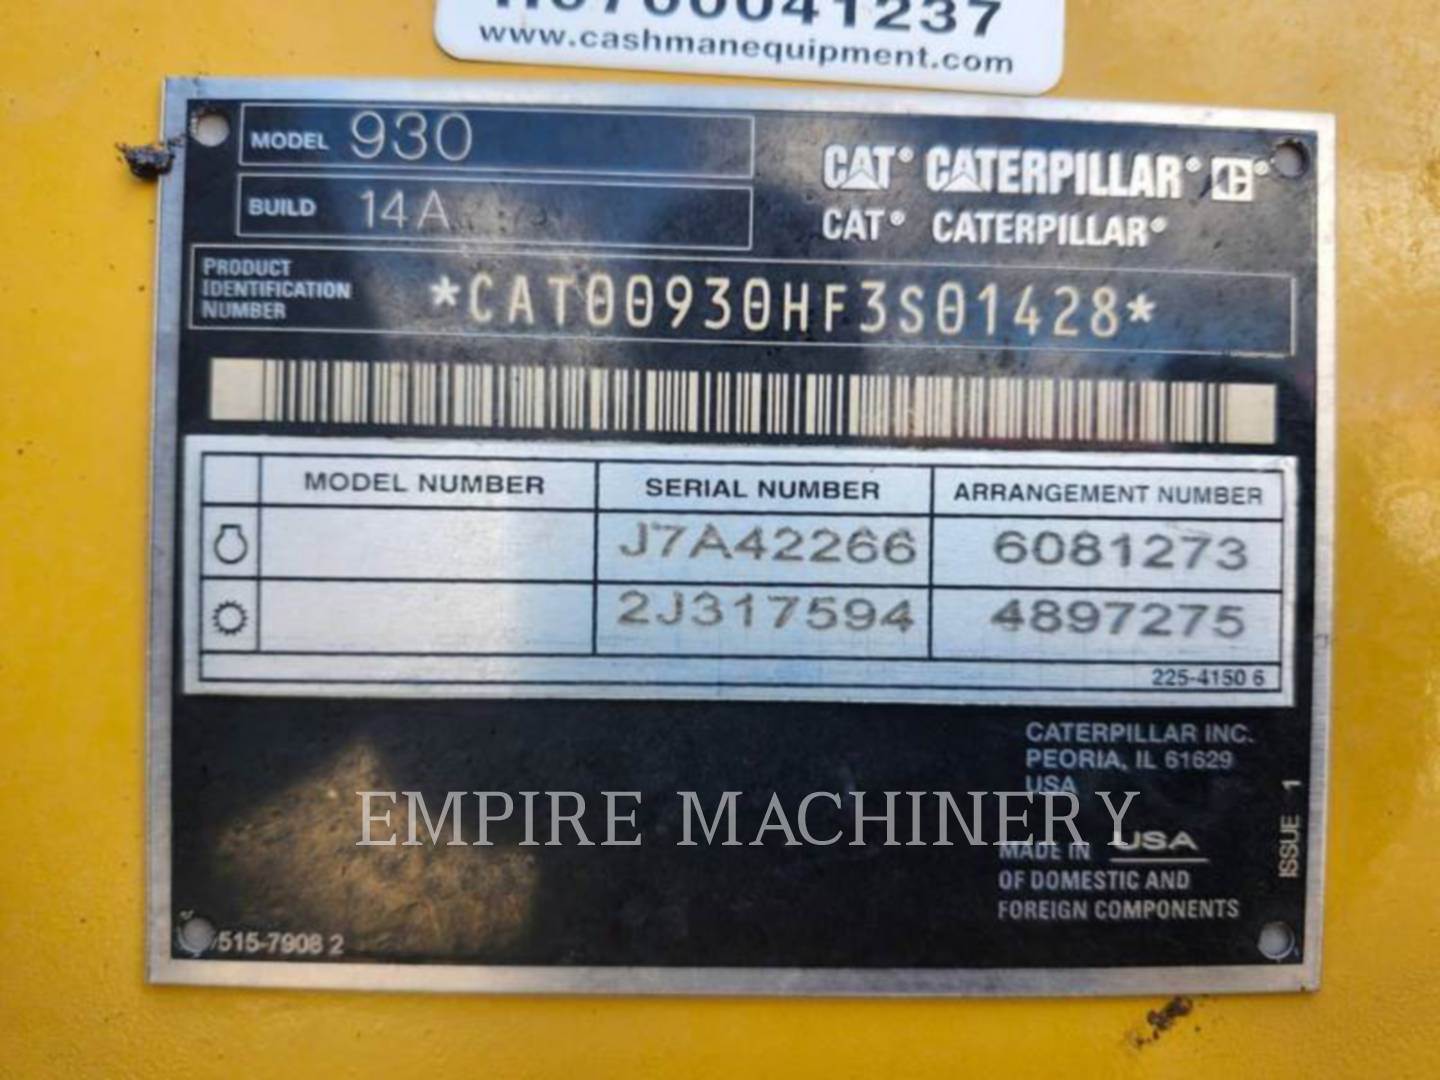 41237
www.cashmanequipment.com
MODEL 930
BUILD 14A
CAT® CATERPILLAR® ®
CAT® CATERPILLAR®
PRODUCT
IDENTIFICATION
NUMBER
*CAT00930HF3S01428*
MODEL NUMBER SERIAL NUMBER ARRANGEMENT NUMBER
J7A42266 6081273
2J317594 4897275
225-4150 6
CATERPILLAR INC.
PEORIA, IL 61629
USA
EMPIRE MACHINERY
MADE IN USA
OF DOMESTIC AND
FOREIGN COMPONENTS
ISSUE 1
515-7908 2